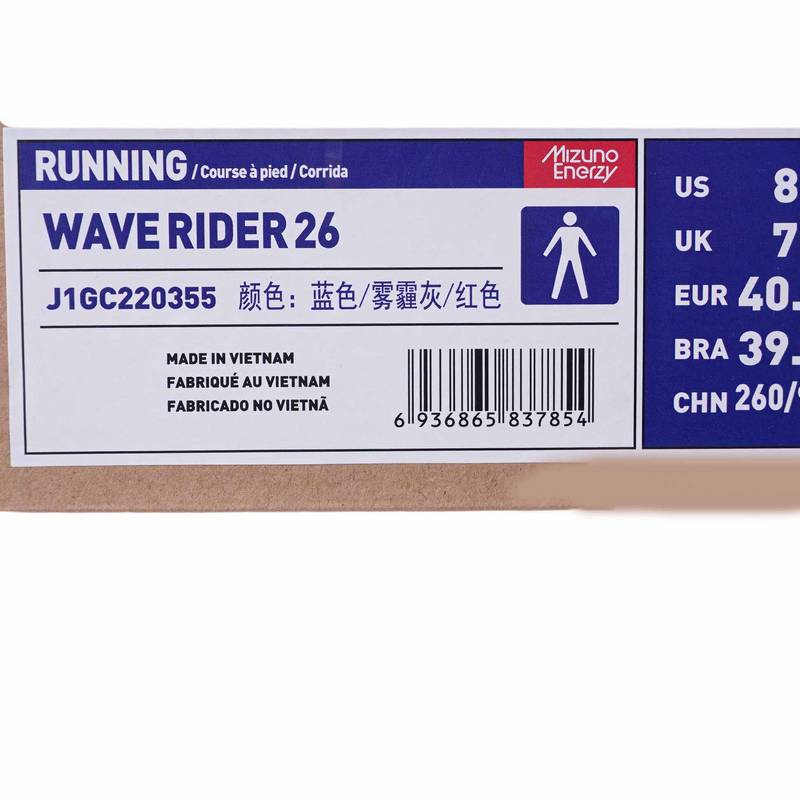 RUNNING / Course à pied / Corrida
Mizuno
Enerzy
WAVE RIDER 26
J1GC220355 颜色：蓝色/雾霾灰/红色
MADE IN VIETNAM
FABRIQUÉ AU VIETNAM
FABRICADO NO VIETNÃ
6 936865 837854
US 8
UK 7
EUR 40.
BRA 39.
CHN 260/